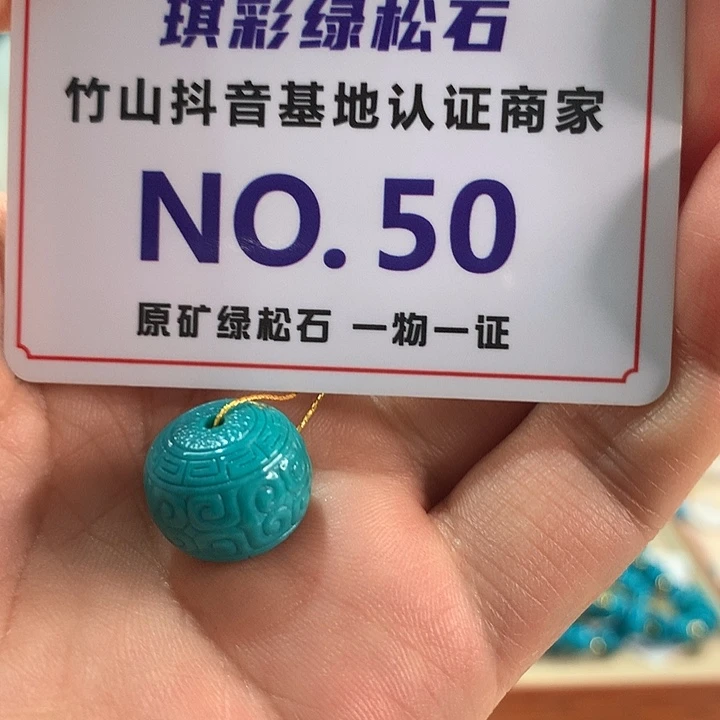 琪彩绿松石
竹山抖音基地认证商家
NO. 50
原矿绿松石 一物一证